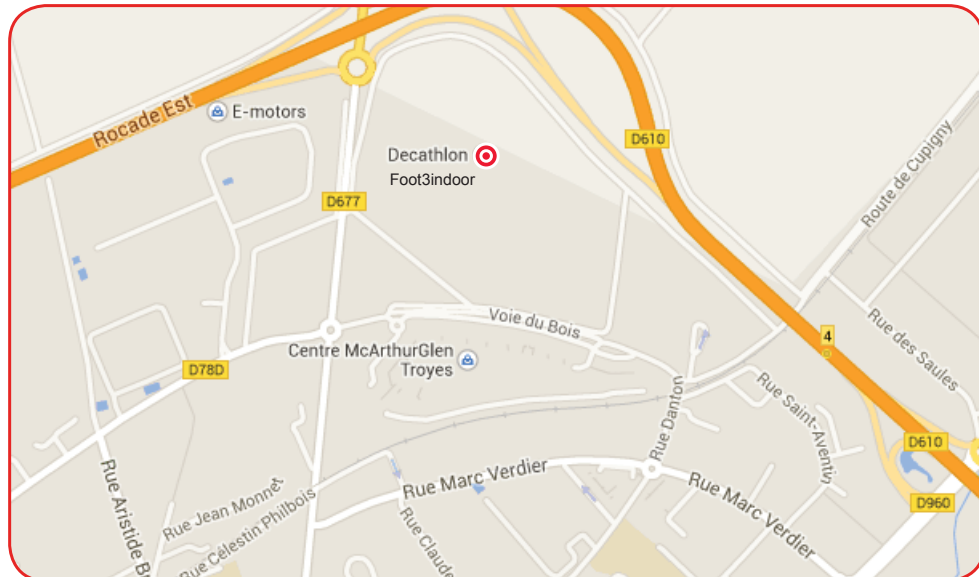 Rocade Est
E-motors
D610
Decathlon
Foot3indoor
Route de Cupigny
D677
Voie du Bois
4
Rue des Saules
Centre McArthurGlen
Troyes
D78D
Rue Saint-Aventin
Rue Danton
D610
Rue Marc Verdier
Rue Marc Verdier
D960
Rue Aristide
Rue Jean Monnet
Rue Célestin Philbois
Rue Claude